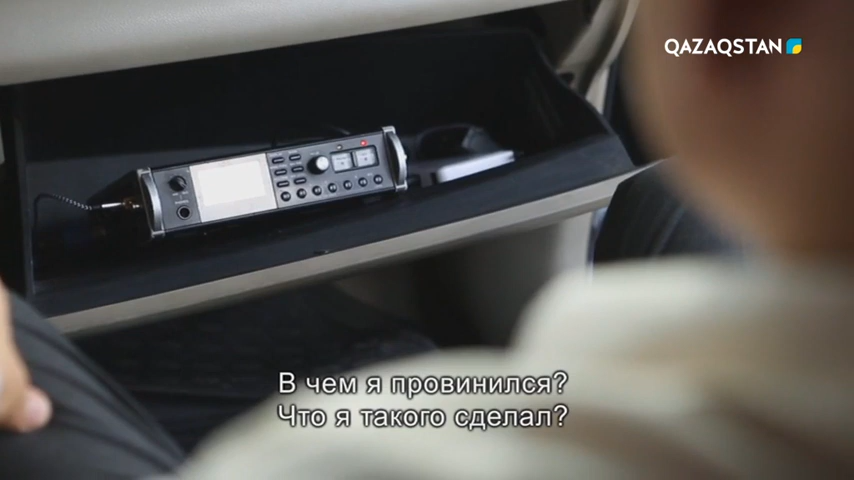 QAZAQSTAN
В чем я провинился?
Что я такого сделал?